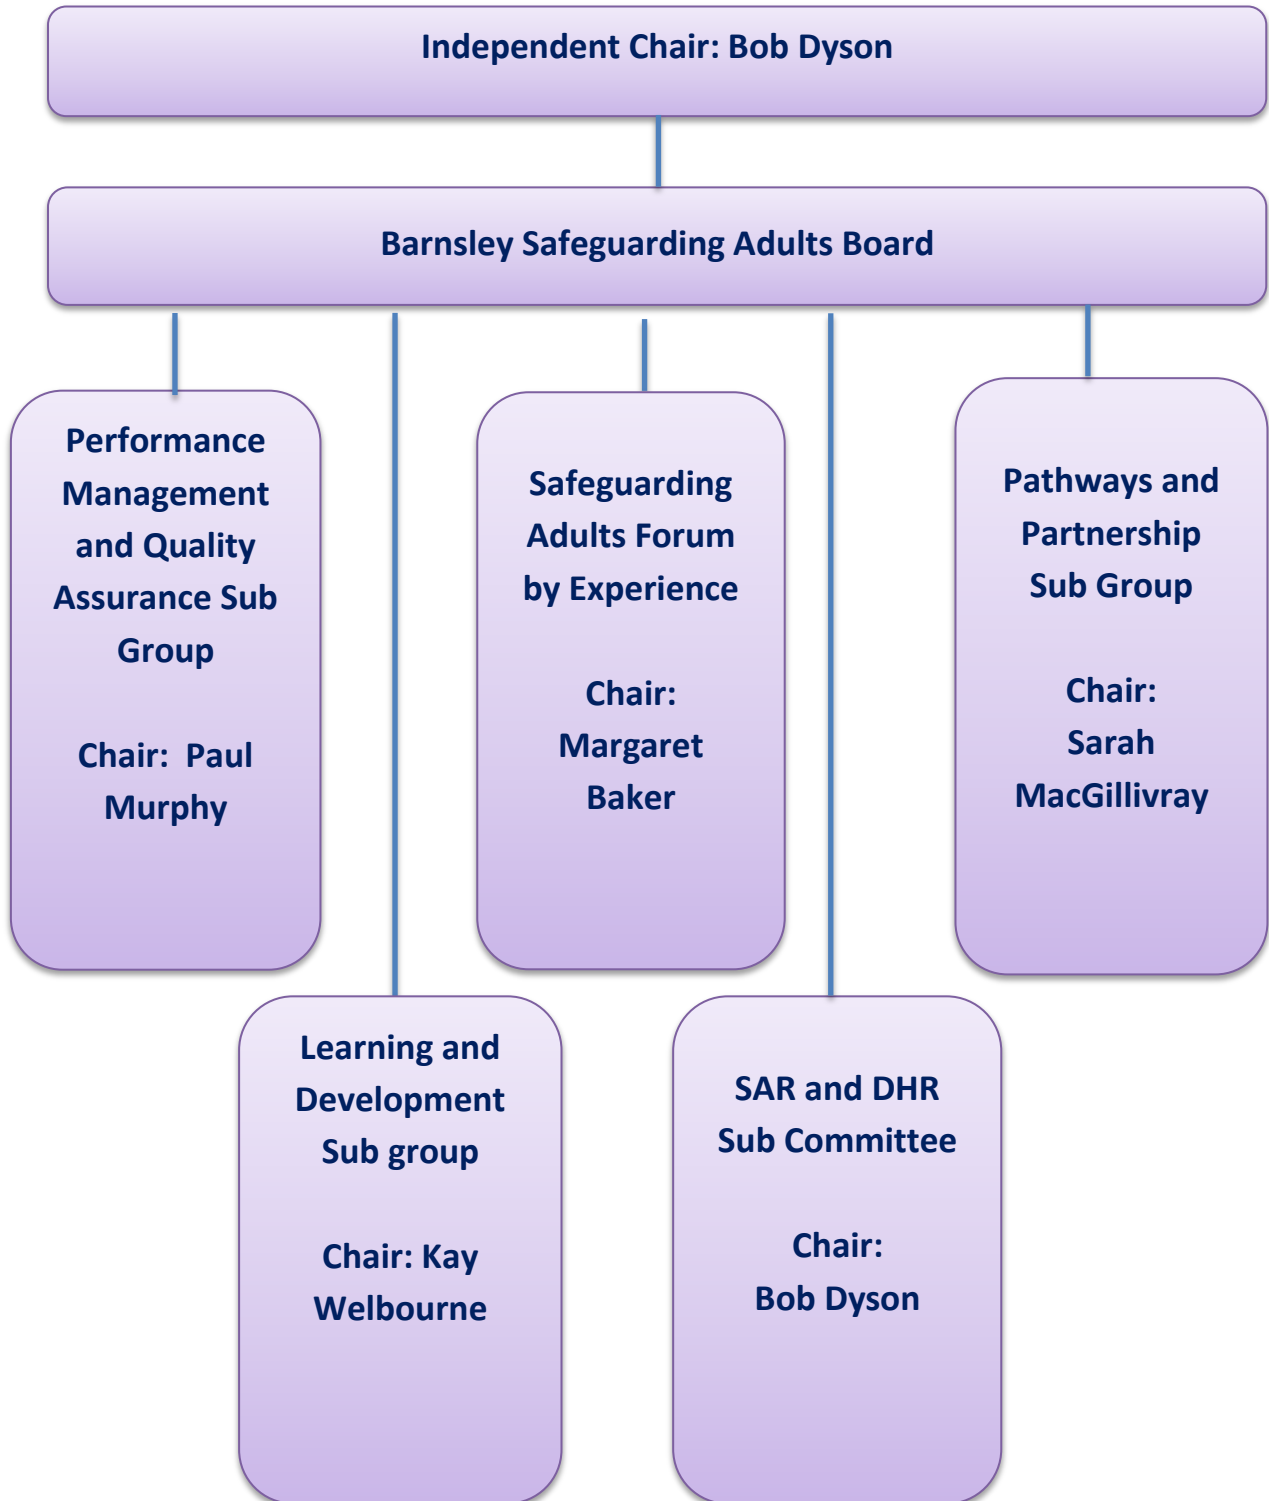 Independent Chair: Bob Dyson
Barnsley Safeguarding Adults Board
Performance
Management
and Quality
Assurance Sub
Group
Chair:  Paul
Murphy
Safeguarding
Adults Forum
by Experience
Chair:
Margaret
Baker
Pathways and
Partnership
Sub Group
Chair:
Sarah
MacGillivray
Learning and
Development
Sub group
Chair: Kay
Welbourne
SAR and DHR
Sub Committee
Chair:
Bob Dyson